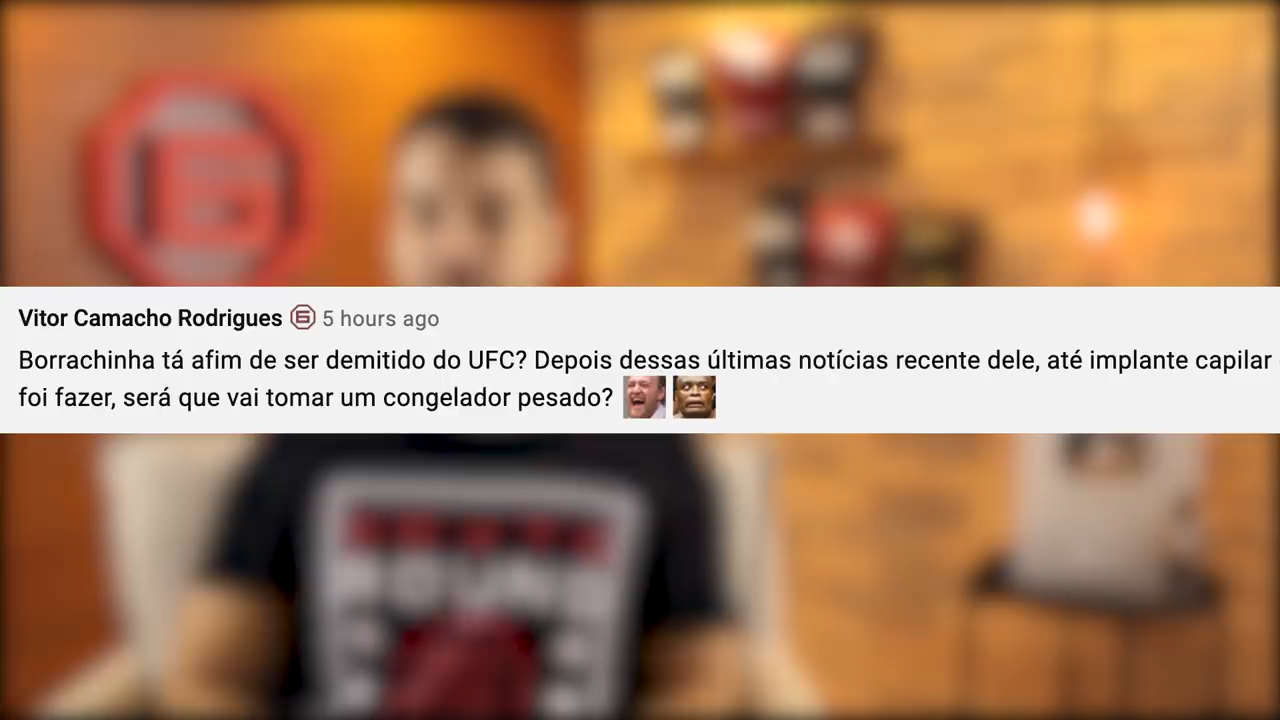 Vitor Camacho Rodrigues 5 hours ago
Borrachinha tá afim de ser demitido do UFC? Depois dessas últimas notícias recente dele, até implante capilar
foi fazer, será que vai tomar um congelador pesado?